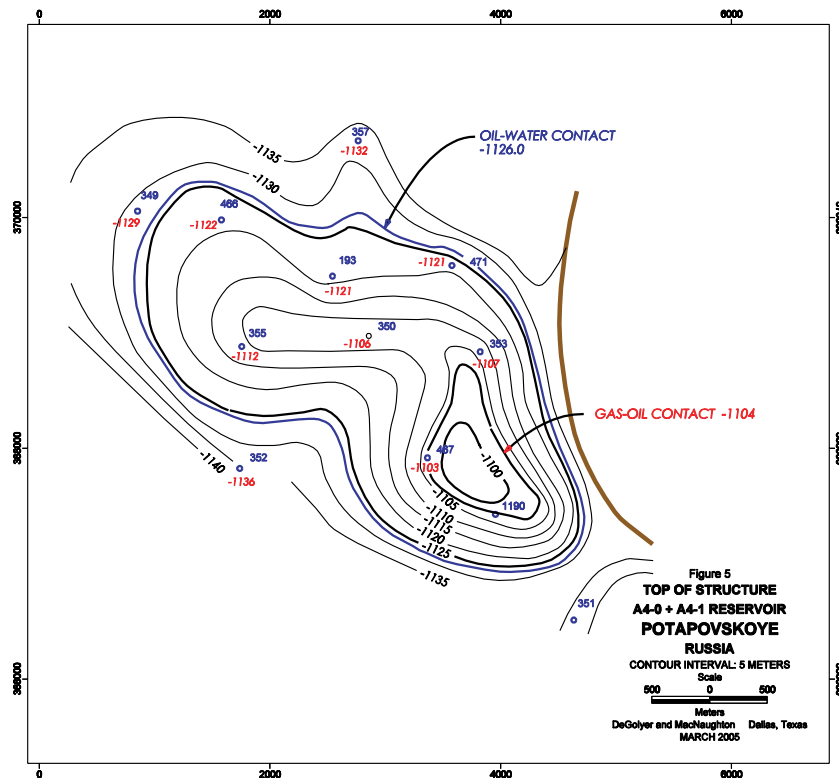 0 2000 4000 6000
357
-1132
OIL-WATER CONTACT
-1126.0
-1135
-1130
349
-1129
466
-1122
370000
193
-1121
-1121
471
355
-1112
350
-1106
353
-1107
GAS-OIL CONTACT -1104
352
-1136
-1140
467
-1103
-1100
368000
1190
-1105
-1110
-1115
-1120
-1125
-1135
351
366000
Figure 5
TOP OF STRUCTURE
A4-0 + A4-1 RESERVOIR
POTAPOVSKOYE
RUSSIA
CONTOUR INTERVAL: 5 METERS
Scale
500 0 500
Meters
DeGolyer and MacNaughton Dallas, Texas
MARCH 2005
0 2000 4000 6000